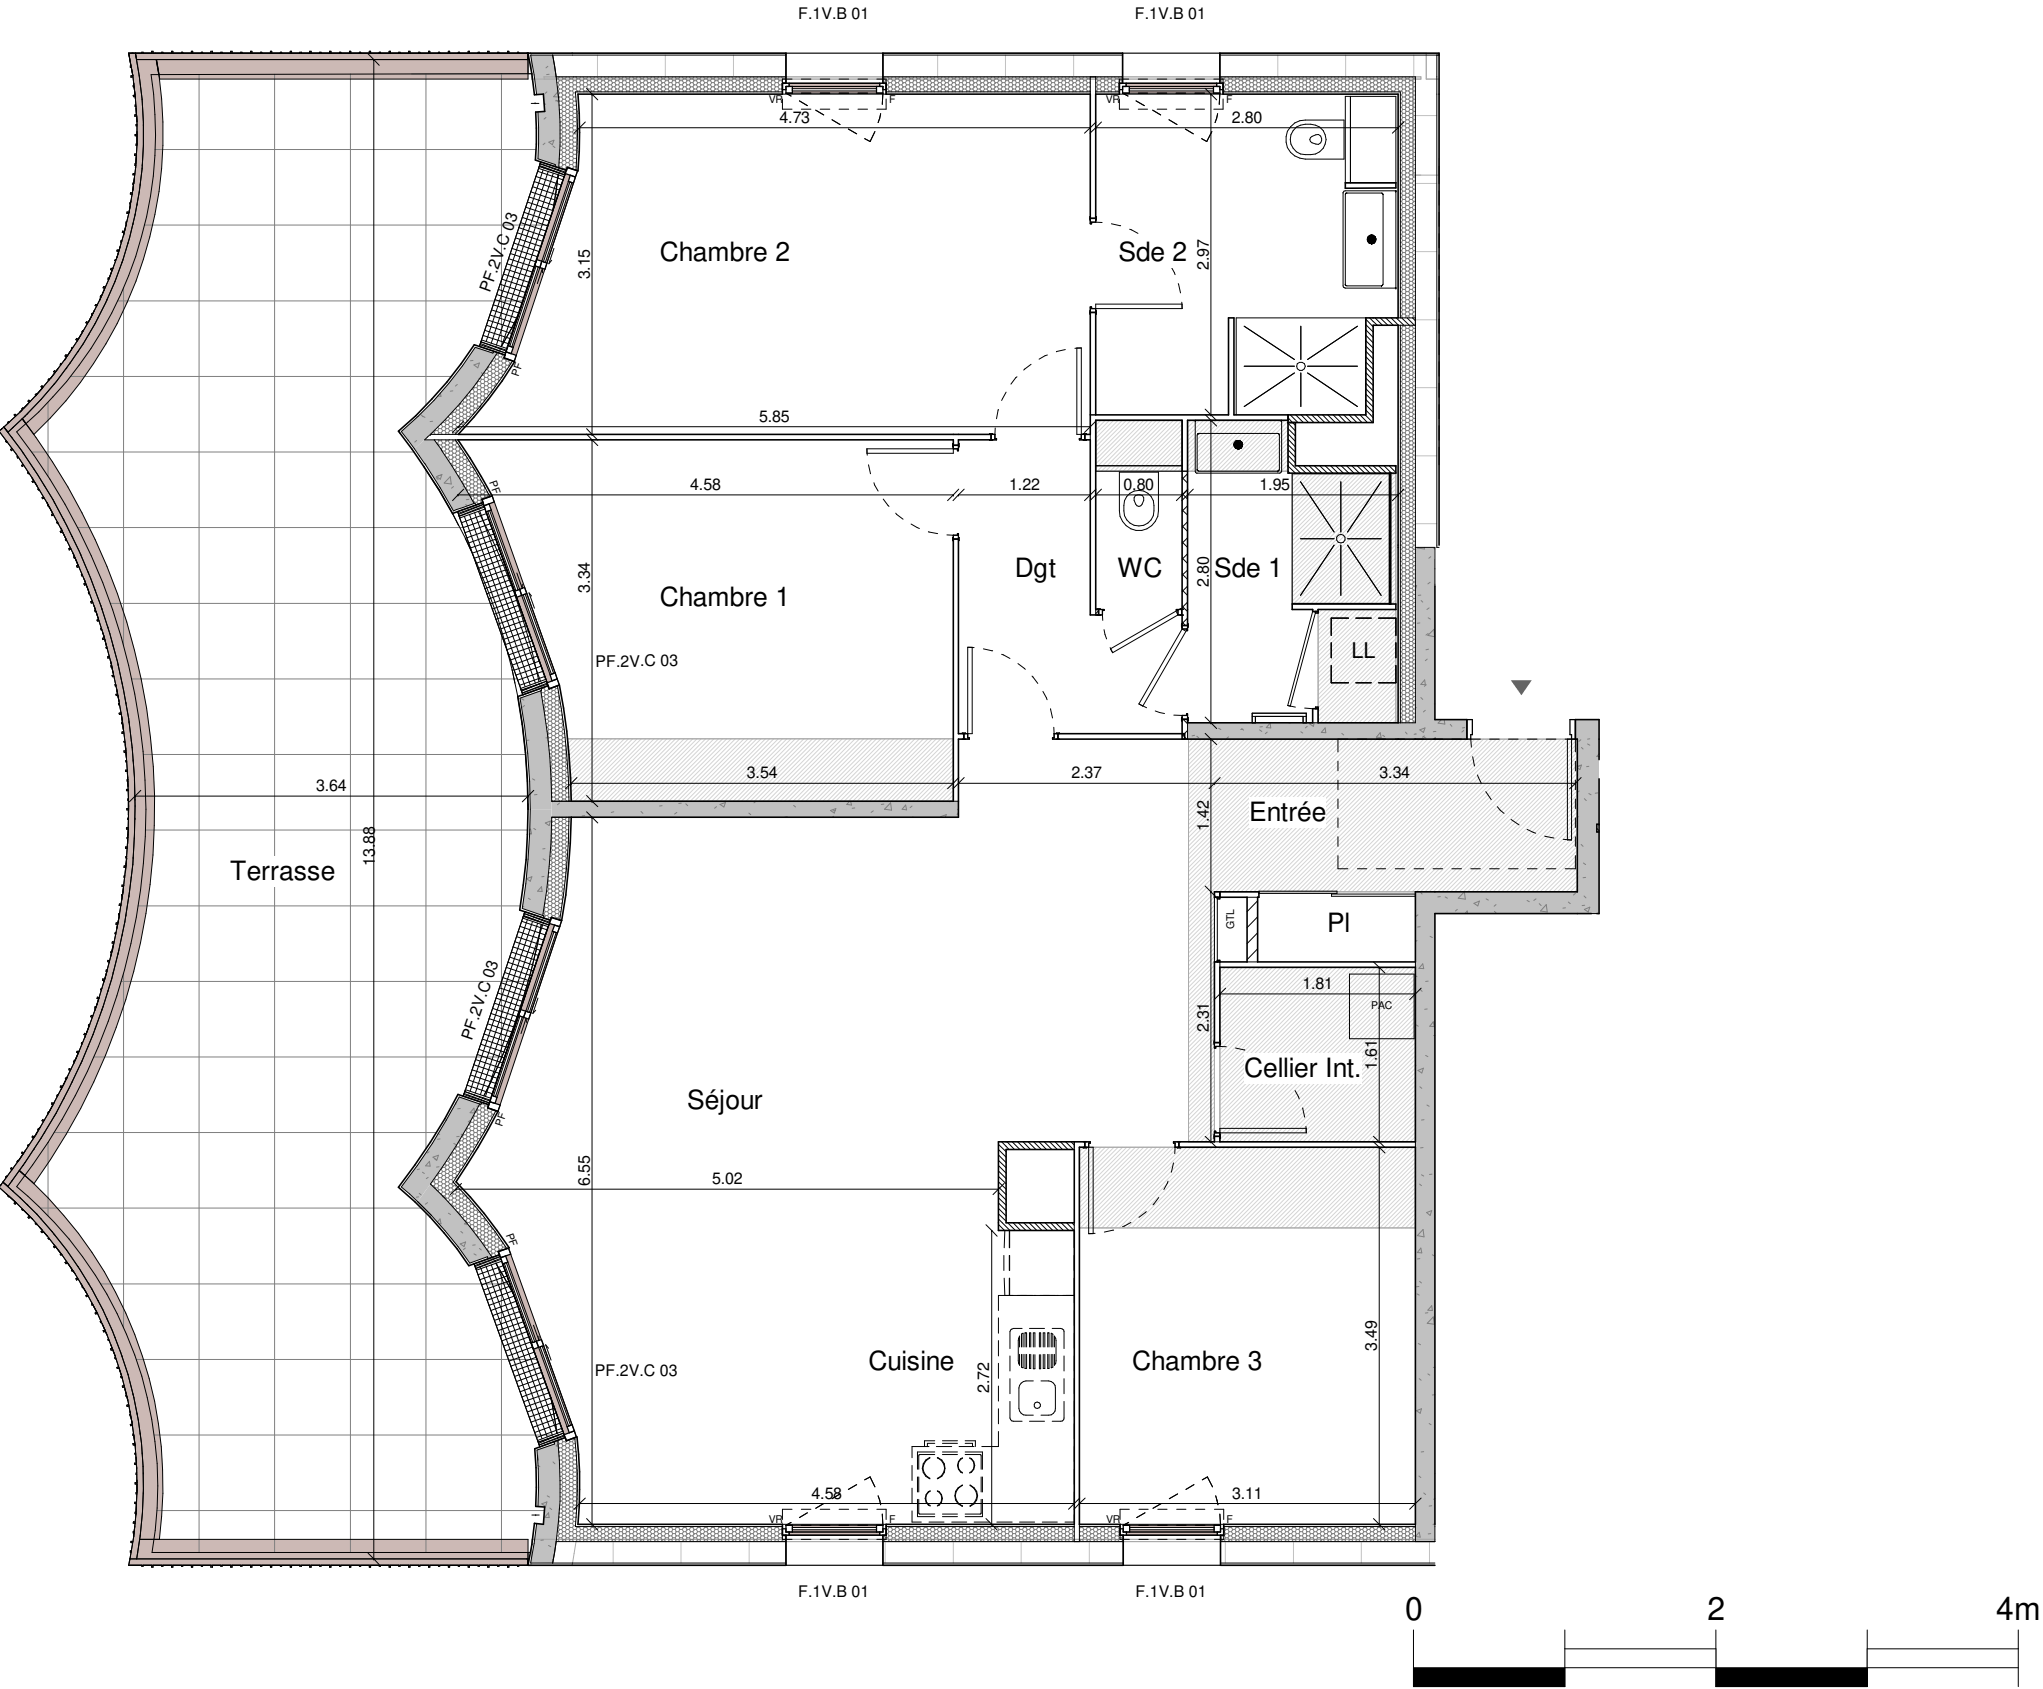 F.1V.B 01
F.1V.B 01
VR
F
VR
F
4.73
2.80
PF.2V.C 03
3.15
Chambre 2
Sde 2
2.97
PF
5.85
PF
4.58
1.22
0.80
1.95
3.34
Chambre 1
Dgt
WC
2.80
Sde 1
PF.2V.C 03
LL
3.64
3.54
2.37
3.34
13.88
1.42
Entrée
Terrasse
GTL
Pl
PF.2V.C 03
1.81
PAC
2.31
1.61
Cellier Int.
Séjour
PF
6.55
5.02
PF
2.72
Cuisine
Chambre 3
3.49
PF.2V.C 03
4.58
3.11
VR
F
VR
F
F.1V.B 01
F.1V.B 01
0
2
4m